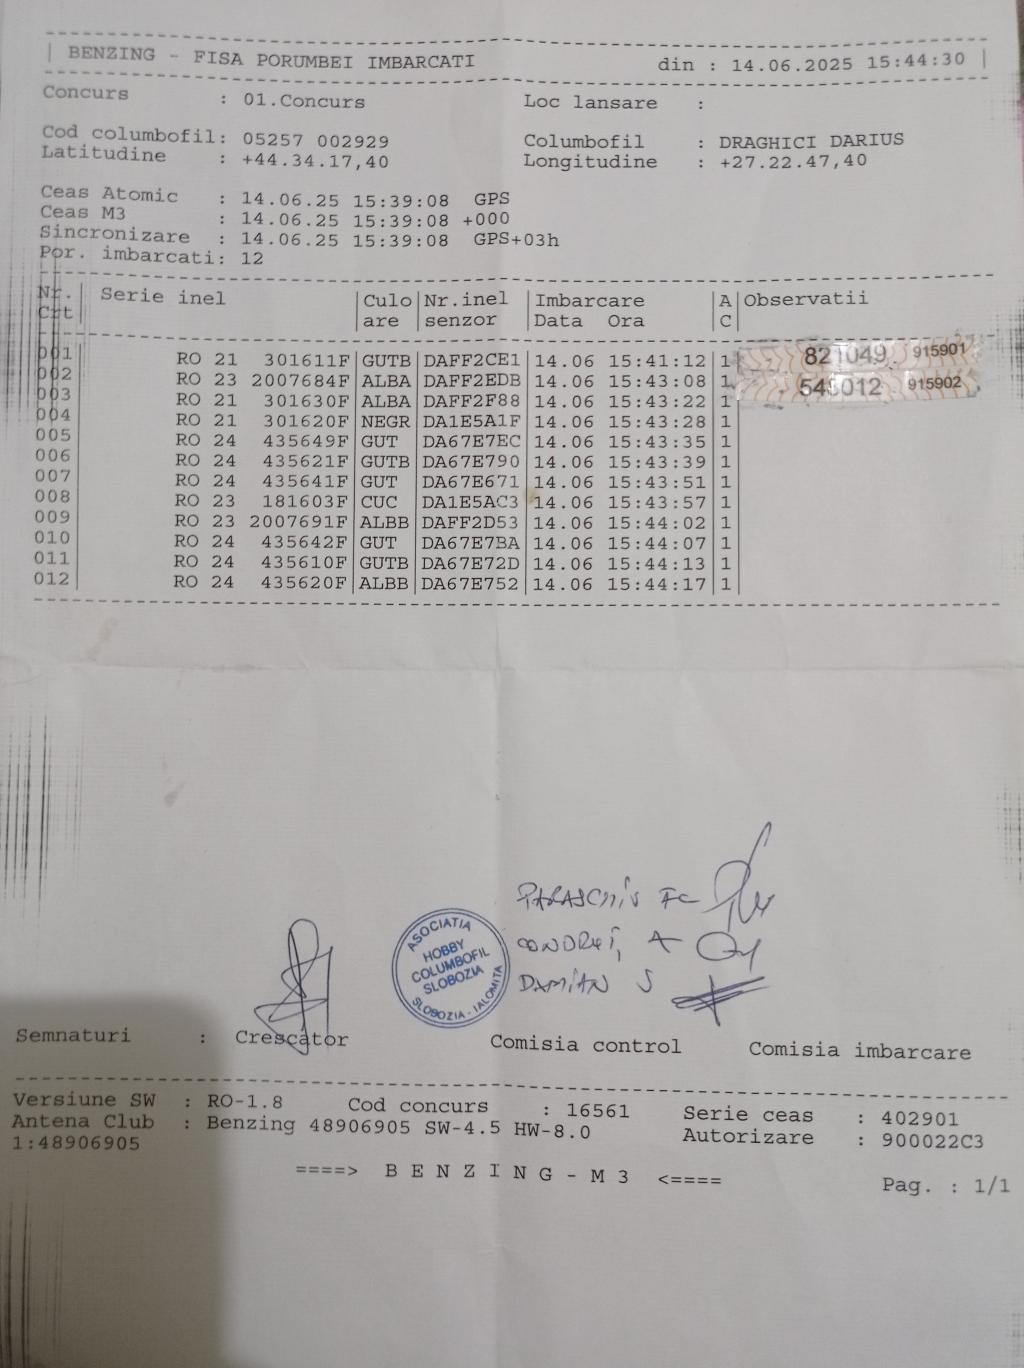 | BENZING - FISA PORUMBEI IMBARCATI din : 14.06.2025 15:44:30 |
Concurs : 01.Concurs Loc lansare :
Cod columbofil: 05257 002929 Columbofil : DRAGHICI DARIUS
Latitudine : +44.34.17,40 Longitudine : +27.22.47,40
Ceas Atomic : 14.06.25 15:39:08 GPS
Ceas M3 : 14.06.25 15:39:08 +000
Sincronizare : 14.06.25 15:39:08 GPS+03h
Por. imbarcati: 12
Nr. | Serie inel | Culo | Nr.inel | Imbarcare | A | Observatii
Crt | | are | senzor | Data Ora | C |
001 | RO 21 301611F | GUTB | DAFF2CE1 | 14.06 15:41:12 | 1 | 821049 915901
002 | RO 23 2007684F | ALBA | DAFF2EDB | 14.06 15:43:08 | 1 | 548012 915902
003 | RO 21 301630F | ALBA | DAFF2F88 | 14.06 15:43:22 | 1 |
004 | RO 21 301620F | NEGR | DA1E5A1F | 14.06 15:43:28 | 1 |
005 | RO 24 435649F | GUT | DA67E7EC | 14.06 15:43:35 | 1 |
006 | RO 24 435621F | GUTB | DA67E790 | 14.06 15:43:39 | 1 |
007 | RO 24 435641F | GUT | DA67E671 | 14.06 15:43:51 | 1 |
008 | RO 23 181603F | CUC | DA1E5AC3 | 14.06 15:43:57 | 1 |
009 | RO 23 2007691F | ALBB | DAFF2D53 | 14.06 15:44:02 | 1 |
010 | RO 24 435642F | GUT | DA67E7BA | 14.06 15:44:07 | 1 |
011 | RO 24 435610F | GUTB | DA67E72D | 14.06 15:44:13 | 1 |
012 | RO 24 435620F | ALBB | DA67E752 | 14.06 15:44:17 | 1 |
PARASCHIV FC
CONDREI, A
DAMIAN S
ASOCIATIA
HOBBY
COLUMBOFIL
SLOBOZIA
SLOBOZIA - IALOMITA
Semnaturi : Crescator Comisia control Comisia imbarcare
Versiune SW : RO-1.8 Cod concurs : 16561 Serie ceas : 402901
Antena Club : Benzing 48906905 SW-4.5 HW-8.0 Autorizare : 900022C3
1:48906905
====> B E N Z I N G - M 3 <====
Pag. : 1/1